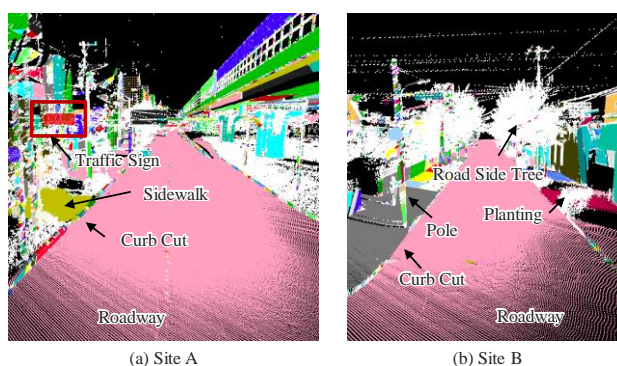 Traffic Sign
Sidewalk
Curb Cut
Roadway
(a) Site A
Road Side Tree
Planting
Pole
Curb Cut
Roadway
(b) Site B